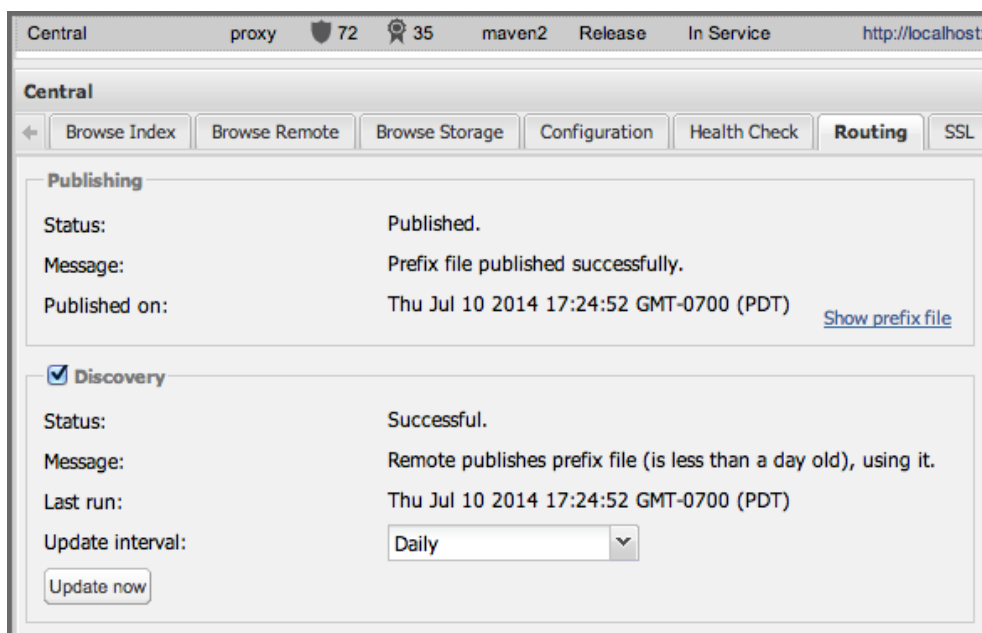 Central proxy 72 35 maven2 Release In Service http://localhost:
Central
Browse Index Browse Remote Browse Storage Configuration Health Check Routing SSL
Publishing
Status: Published.
Message: Prefix file published successfully.
Published on: Thu Jul 10 2014 17:24:52 GMT-0700 (PDT)
Show prefix file
Discovery
Status: Successful.
Message: Remote publishes prefix file (is less than a day old), using it.
Last run: Thu Jul 10 2014 17:24:52 GMT-0700 (PDT)
Update interval: Daily
Update now